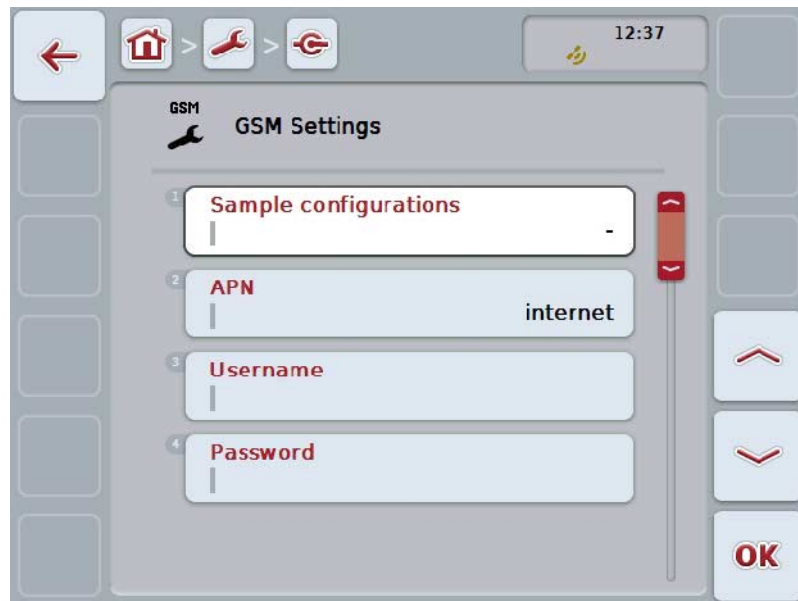 12:37
GSM
GSM Settings
1
Sample configurations
-
2
APN
internet
3
Username
4
Password
OK